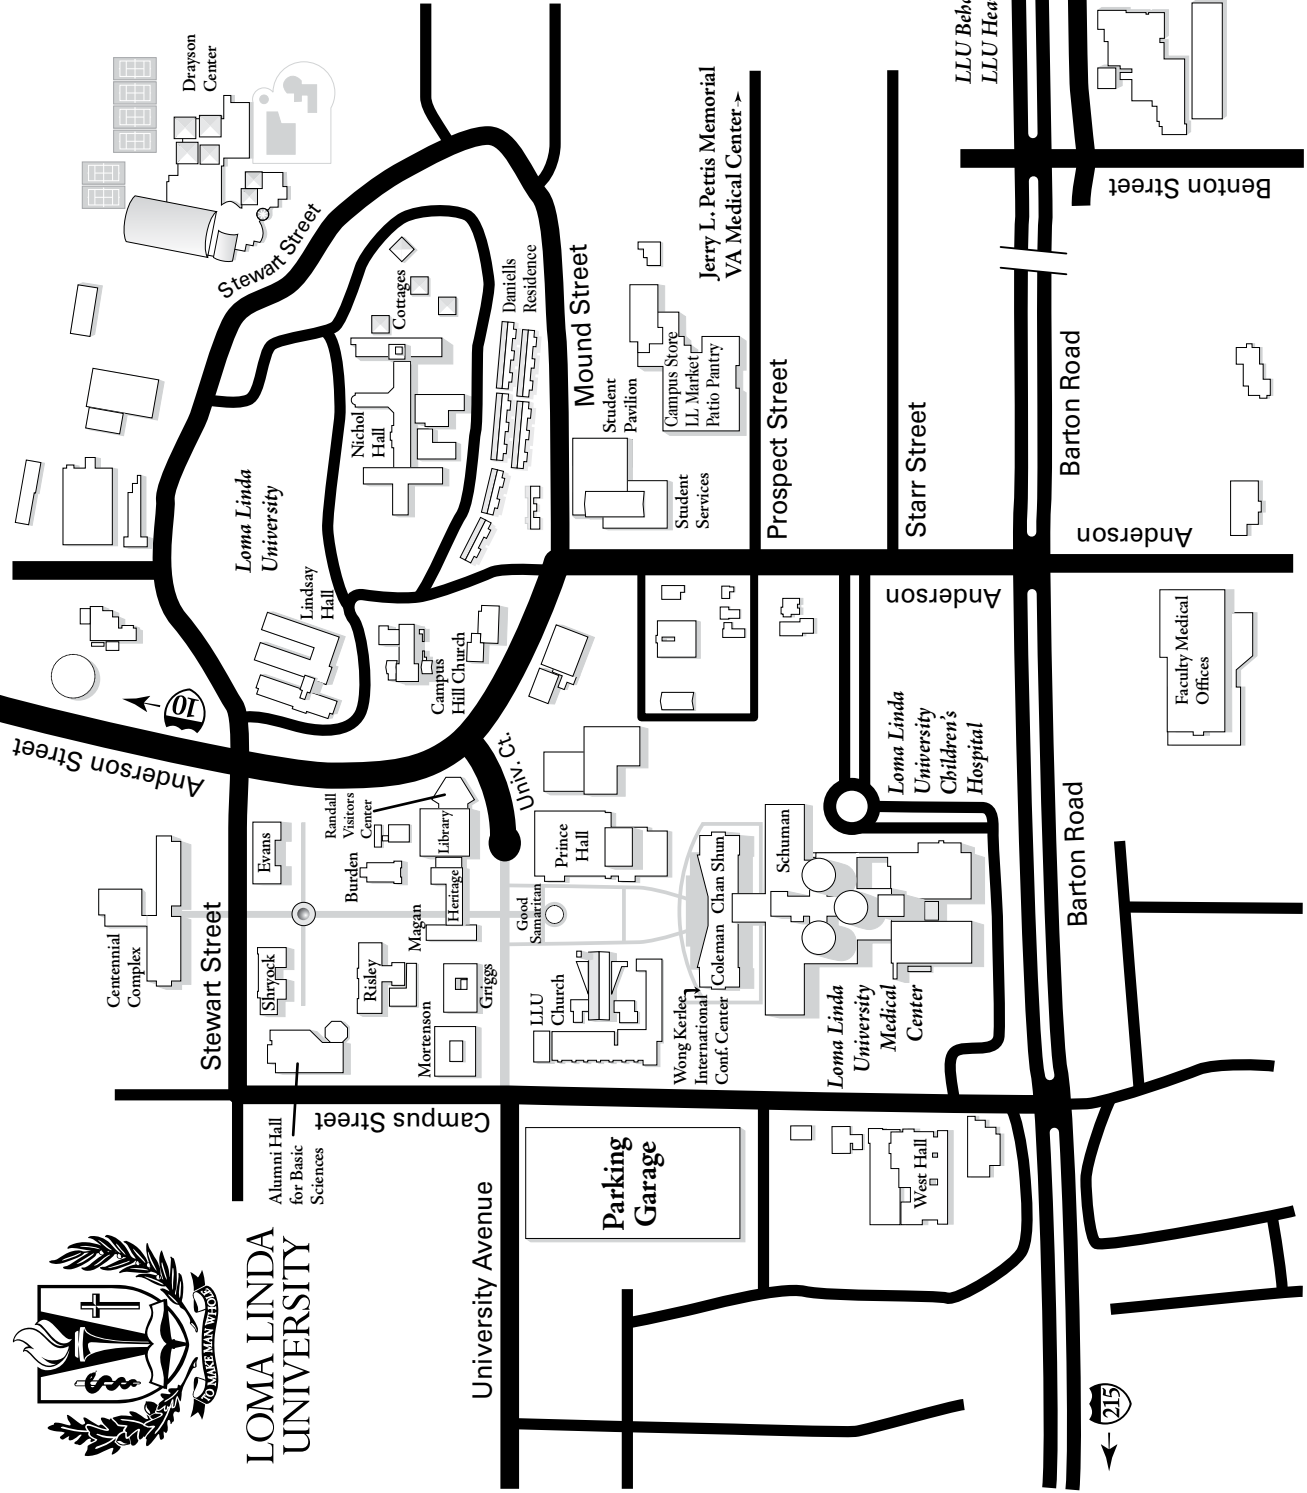 TO MAKE MAN WHOLE
LOMA LINDA
UNIVERSITY
Alumni Hall
for Basic
Sciences
Campus Street
University Avenue
Parking
Garage
West Hall
215
Centennial
Complex
Stewart Street
Evans
Shryock
Randall
Visitors
Center
Burden
Library
Heritage
Magan
Risley
Griggs
Mortenson
Good
Samaritan
Prince
Hall
LLU
Church
Wong Kerlee
International
Conf. Center
Coleman
Chan Shun
Schuman
Loma Linda
University
Medical
Center
Loma Linda
University
Children's
Hospital
Barton Road
Univ. Ct.
Anderson Street
10
Lindsay
Hall
Loma Linda
University
Campus
Hill Church
Nichol
Hall
Cottages
Daniells
Residence
Stewart Street
Drayson
Center
Mound Street
Student
Pavilion
Student
Services
Campus Store
LL Market
Patio Pantry
Jerry L. Pettis Memorial
VA Medical Center
Prospect Street
Starr Street
Anderson
Anderson
Barton Road
Faculty Medical
Offices
Benton Street
LLU
LLU